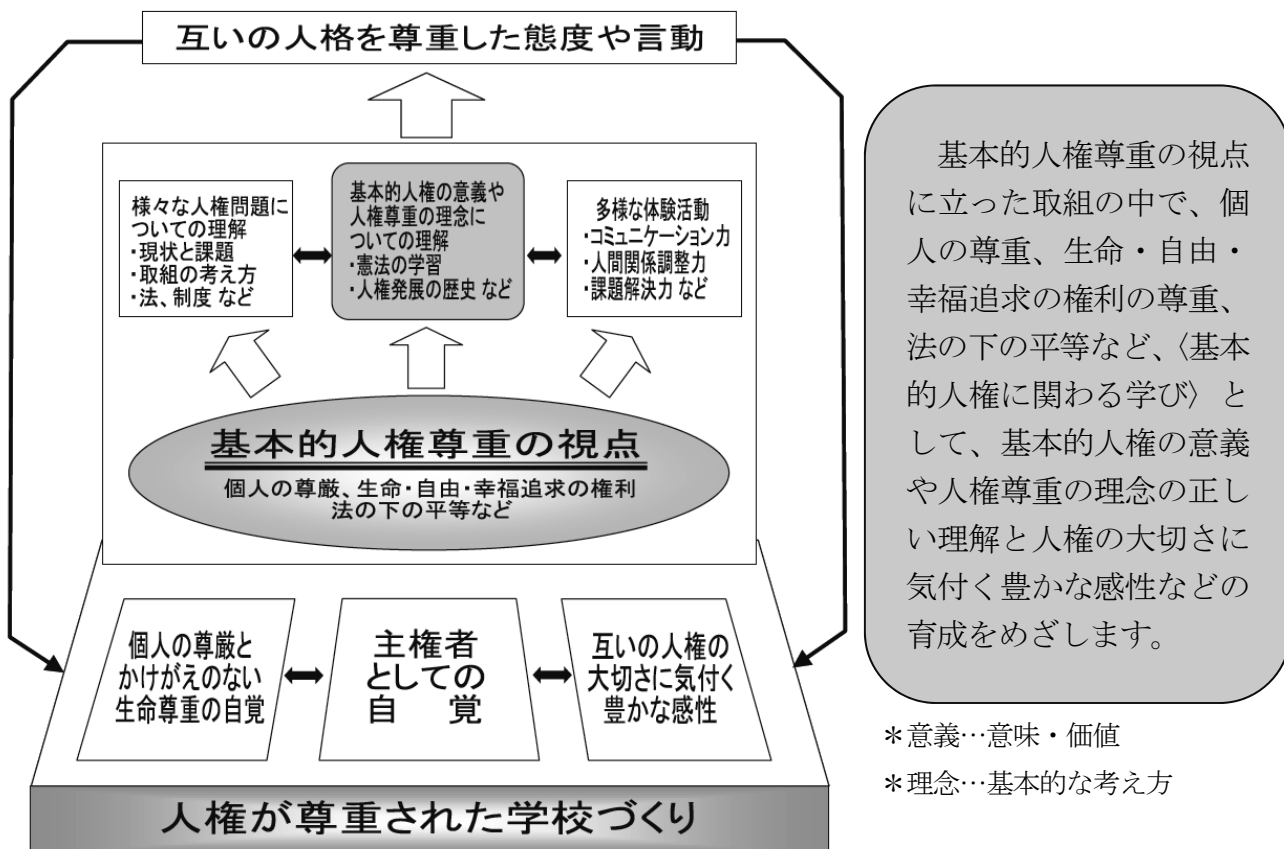 互いの人格を尊重した態度や言動
様々な人権問題に
ついての理解
・現状と課題
・取組の考え方
・法、制度 など
基本的人権の意義や
人権尊重の理念に
ついての理解
・憲法の学習
・人権発展の歴史 など
多様な体験活動
・コミュニケーション力
・人間関係調整力
・課題解決力 など
基本的人権尊重の視点
個人の尊厳、生命・自由・幸福追求の権利
法の下の平等など
個人の尊厳と
かけがえのない
生命尊重の自覚
主権者
としての
自 覚
互いの人権の
大切さに気付く
豊かな感性
人権が尊重された学校づくり
基本的人権尊重の視点
に立った取組の中で、個
人の尊重、生命・自由・
幸福追求の権利の尊重、
法の下の平等など、〈基本
的人権に関わる学び〉と
して、基本的人権の意義
や人権尊重の理念の正し
い理解と人権の大切さに
気付く豊かな感性などの
育成をめざします。
＊意義…意味・価値
＊理念…基本的な考え方